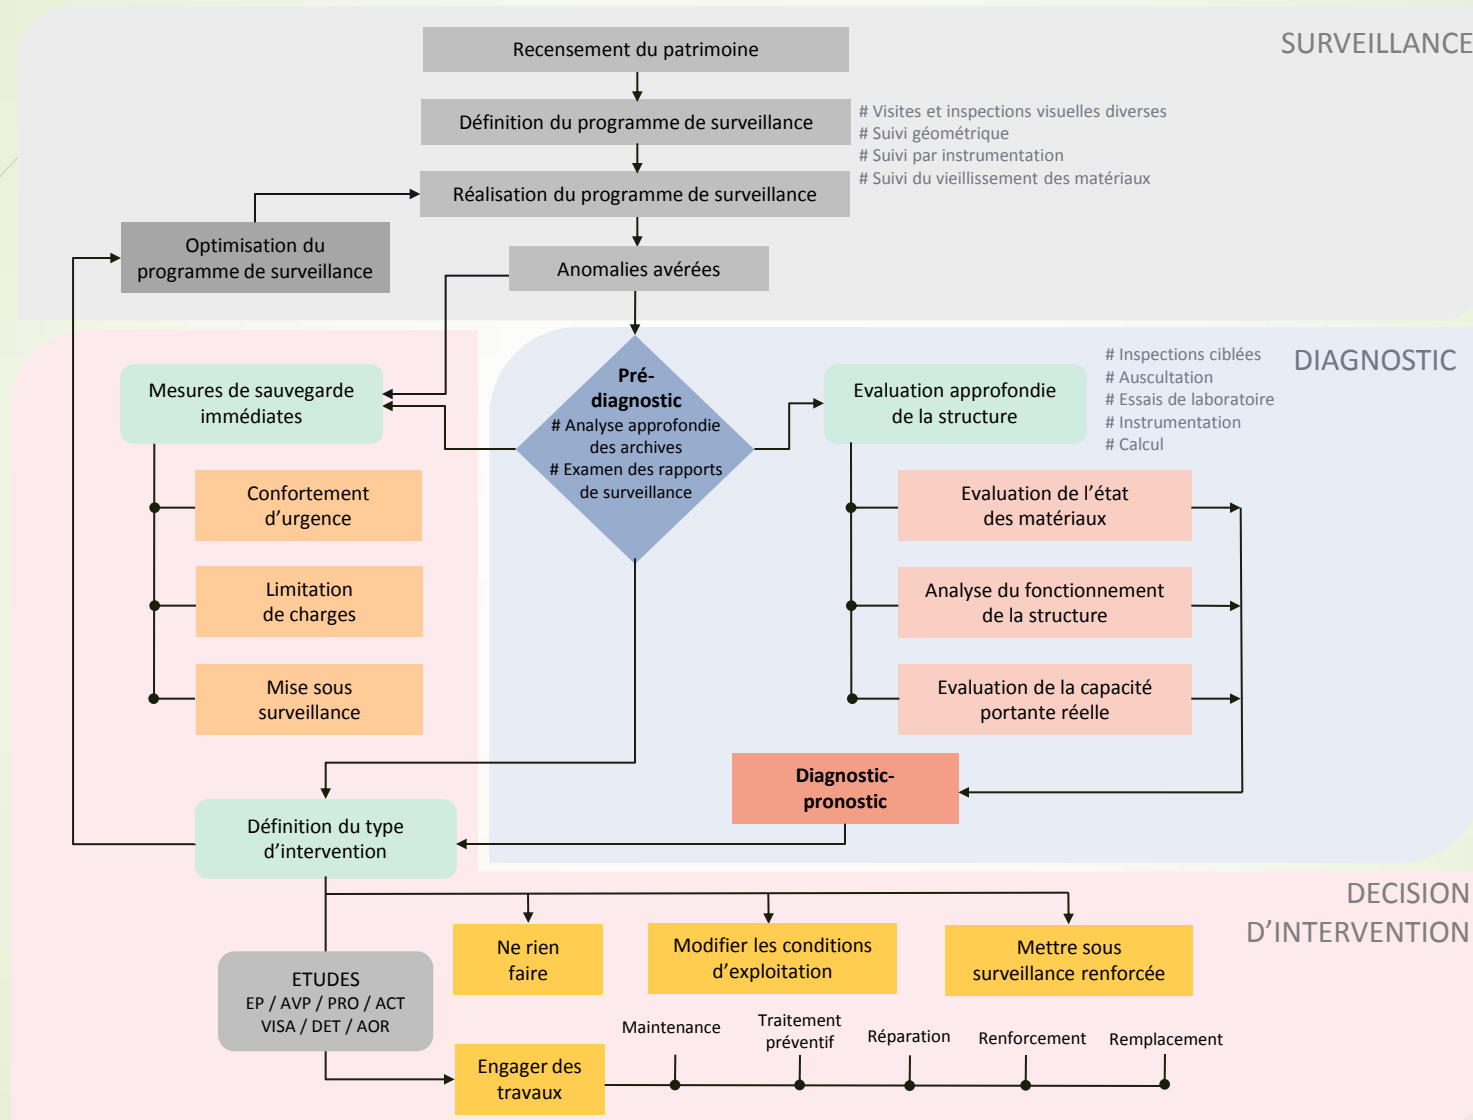 SURVEILLANCE
Recensement du patrimoine
Définition du programme de surveillance
# Visites et inspections visuelles diverses
# Suivi géométrique
# Suivi par instrumentation
# Suivi du vieillissement des matériaux
Réalisation du programme de surveillance
Optimisation du
programme de surveillance
Anomalies avérées
DIAGNOSTIC
Mesures de sauvegarde
immédiates
Pré-
diagnostic
# Analyse approfondie
des archives
# Examen des rapports
de surveillance
Evaluation approfondie
de la structure
# Inspections ciblées
# Auscultation
# Essais de laboratoire
# Instrumentation
# Calcul
Confortement
d’urgence
Limitation
de charges
Mise sous
surveillance
Evaluation de l’état
des matériaux
Analyse du fonctionnement
de la structure
Evaluation de la capacité
portante réelle
Diagnostic-
pronostic
Définition du type
d’intervention
DECISION
D’INTERVENTION
Ne rien
faire
Modifier les conditions
d’exploitation
Mettre sous
surveillance renforcée
ETUDES
EP / AVP / PRO / ACT
VISA / DET / AOR
Engager des
travaux
Maintenance
Traitement
préventif
Réparation
Renforcement
Remplacement